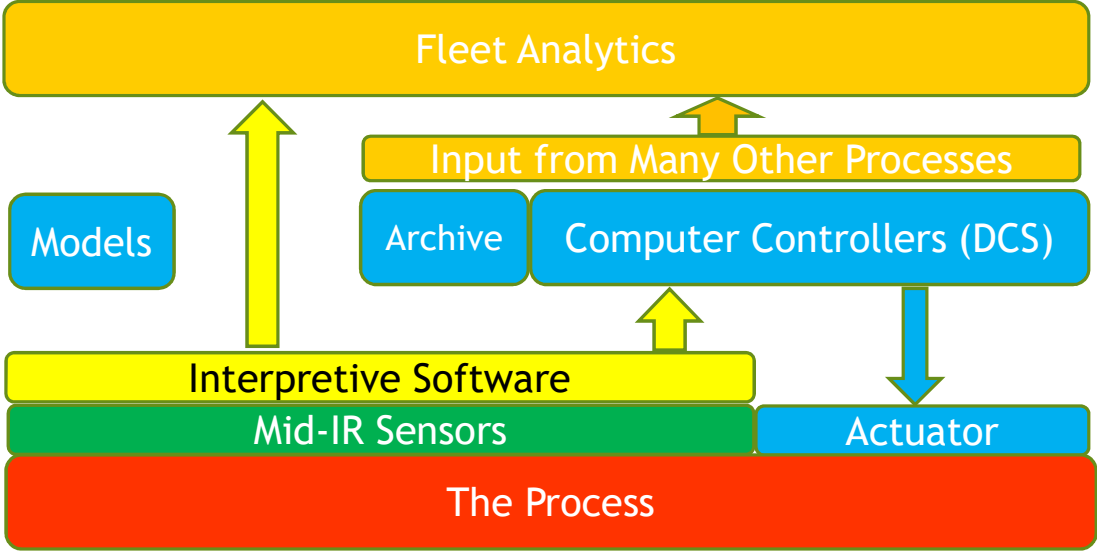 Fleet Analytics
Input from Many Other Processes
Models
Archive
Computer Controllers (DCS)
Interpretive Software
Mid-IR Sensors
Actuator
The Process